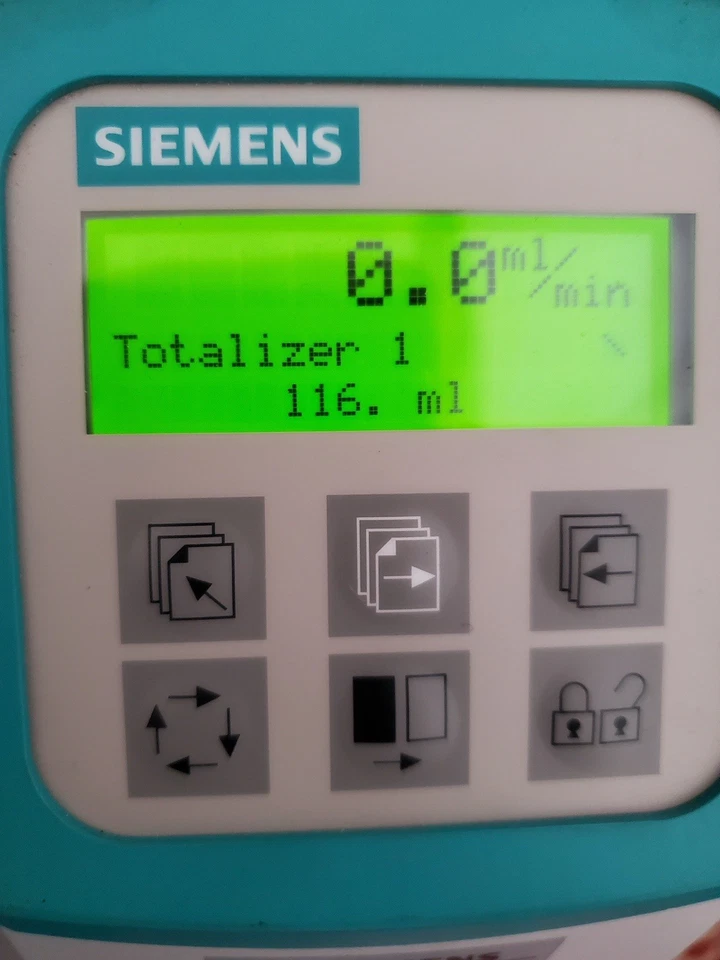 SIEMENS
0.0 ml/min
Totalizer 1
116. ml